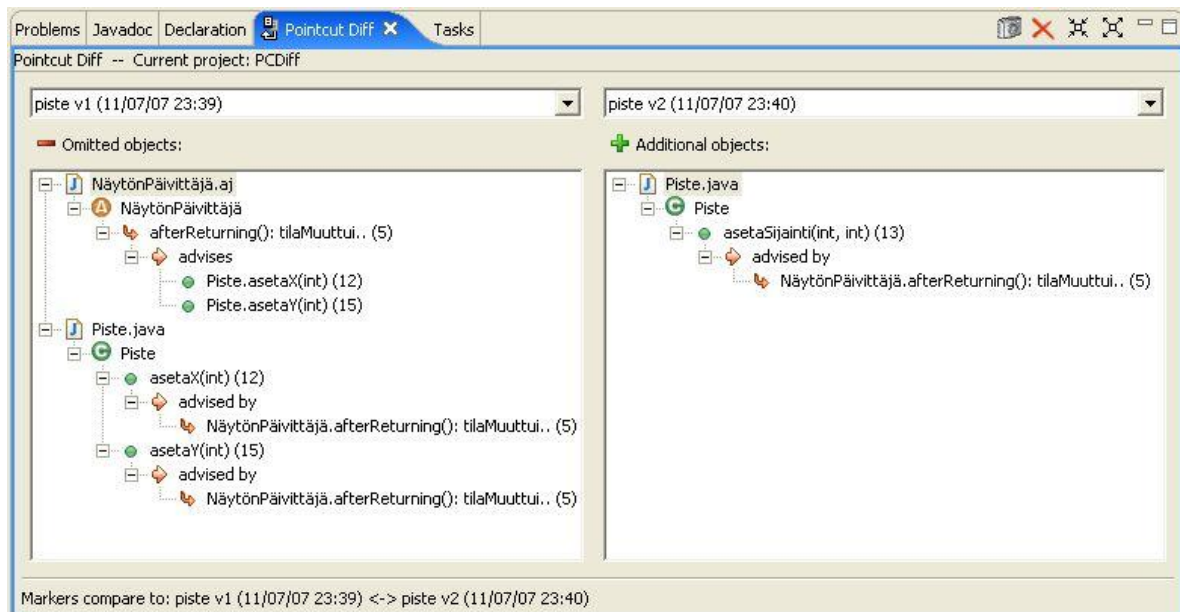 Problems Javadoc Declaration Pointcut Diff Tasks
Pointcut Diff -- Current project: PCDiff
piste v1 (11/07/07 23:39)
Omitted objects:
NäytönPäivittäjä.aj
NäytönPäivittäjä
afterReturning(): tilaMuuttui.. (5)
advises
Piste.asetaX(int) (12)
Piste.asetaY(int) (15)
Piste.java
Piste
asetaX(int) (12)
advised by
NäytönPäivittäjä.afterReturning(): tilaMuuttui.. (5)
asetaY(int) (15)
advised by
NäytönPäivittäjä.afterReturning(): tilaMuuttui.. (5)
piste v2 (11/07/07 23:40)
Additional objects:
Piste.java
Piste
asetaSijainti(int, int) (13)
advised by
NäytönPäivittäjä.afterReturning(): tilaMuuttui.. (5)
Markers compare to: piste v1 (11/07/07 23:39) <-> piste v2 (11/07/07 23:40)